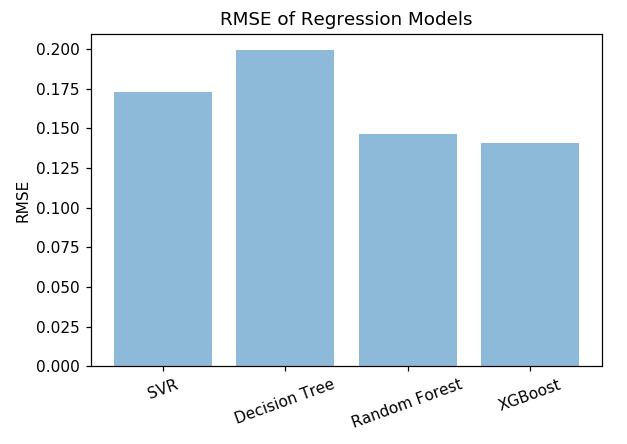 RMSE of Regression Models
RMSE
0.200
0.175
0.150
0.125
0.100
0.075
0.050
0.025
0.000
SVR
Decision Tree
Random Forest
XGBoost